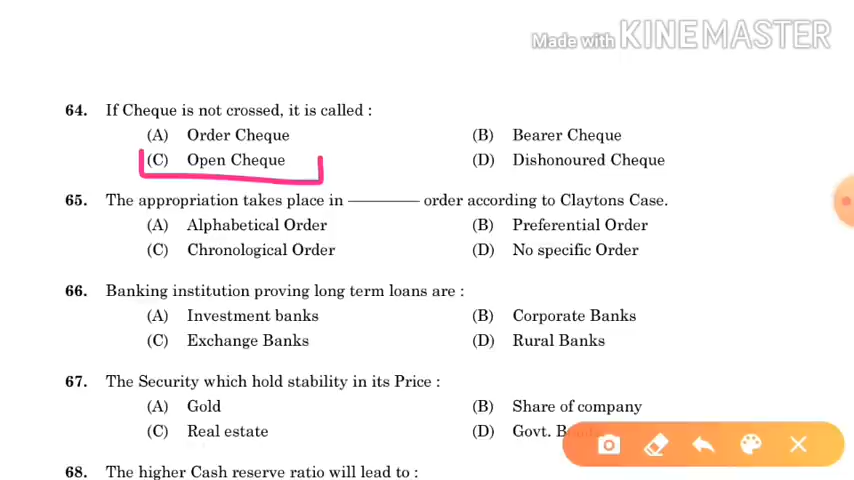 Made with KINEMASTER
64. If Cheque is not crossed, it is called :
(A) Order Cheque (B) Bearer Cheque
(C) Open Cheque (D) Dishonoured Cheque
65. The appropriation takes place in ———— order according to Claytons Case.
(A) Alphabetical Order (B) Preferential Order
(C) Chronological Order (D) No specific Order
66. Banking institution proving long term loans are :
(A) Investment banks (B) Corporate Banks
(C) Exchange Banks (D) Rural Banks
67. The Security which hold stability in its Price :
(A) Gold (B) Share of company
(C) Real estate (D) Govt.
68. The higher Cash reserve ratio will lead to :